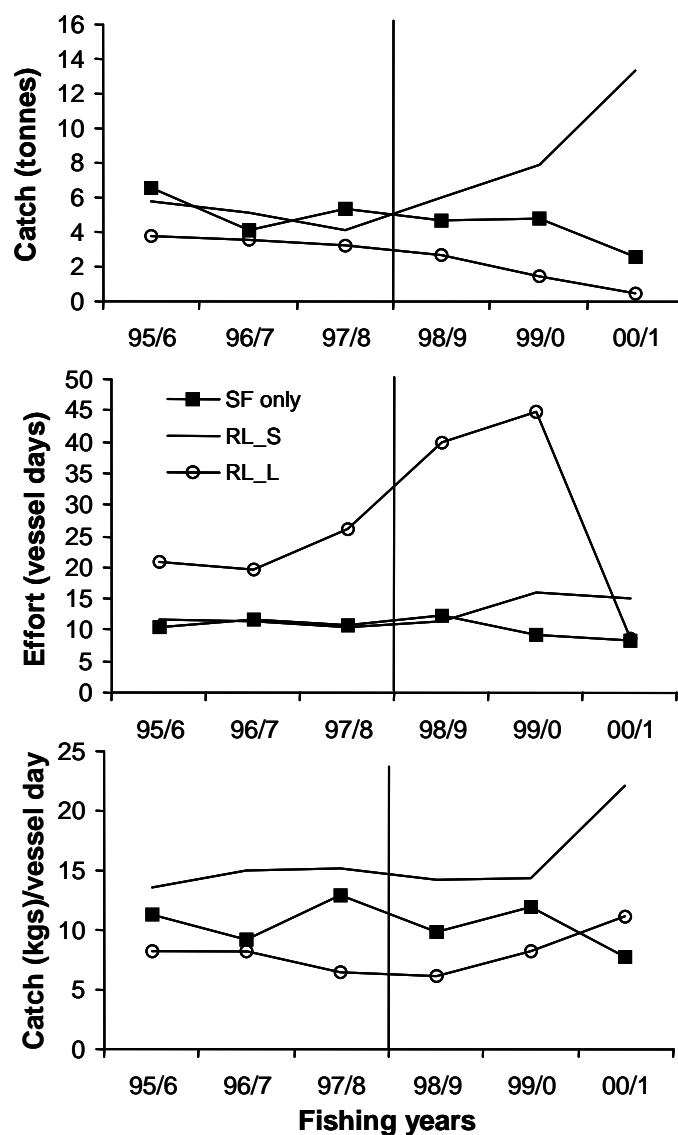 Catch (tonnes)
16
14
12
10
8
6
4
2
0
95/6 96/7 97/8 98/9 99/0 00/1
Effort (vessel days)
50
45
40
35
30
25
20
15
10
5
0
SF only
RL_S
RL_L
95/6 96/7 97/8 98/9 99/0 00/1
Catch (kgs)/vessel day
25
20
15
10
5
0
95/6 96/7 97/8 98/9 99/0 00/1
Fishing years